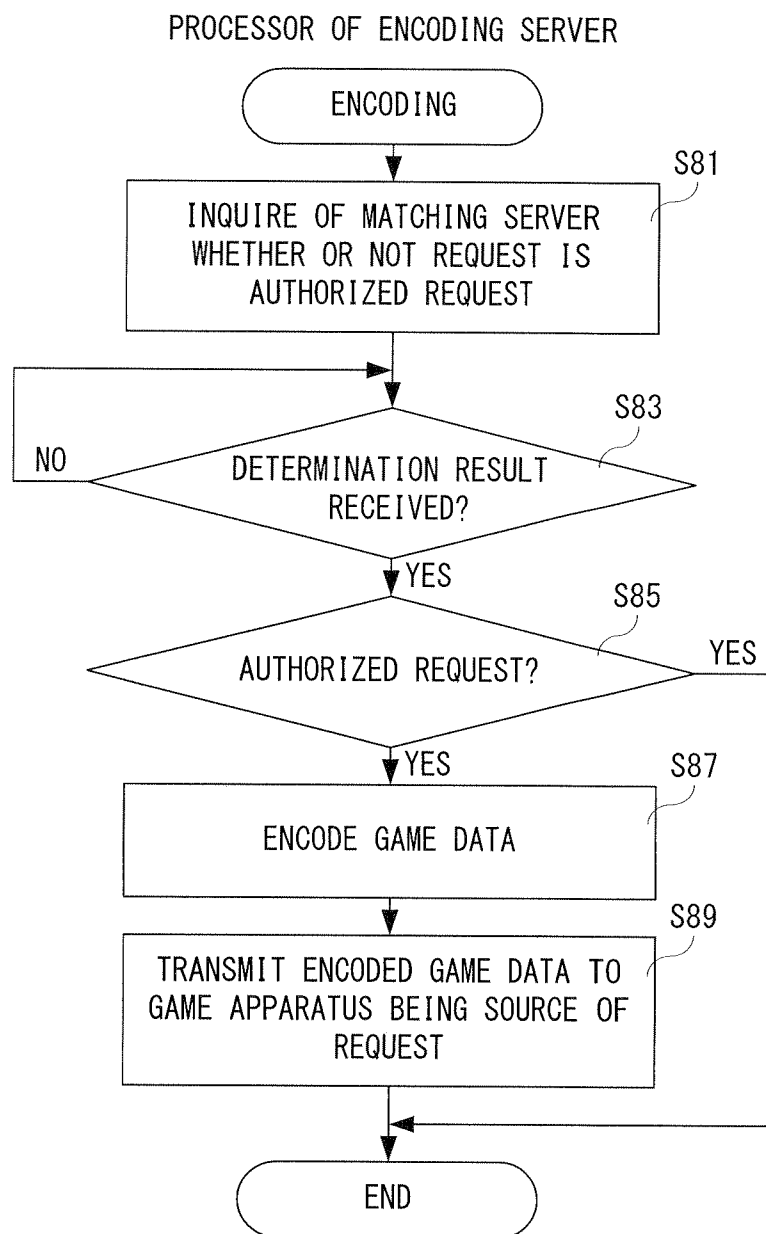 PROCESSOR OF ENCODING SERVER
ENCODING
S81
INQUIRE OF MATCHING SERVER
WHETHER OR NOT REQUEST IS
AUTHORIZED REQUEST
S83
NO
DETERMINATION RESULT
RECEIVED?
YES
S85
AUTHORIZED REQUEST?
YES
YES
S87
ENCODE GAME DATA
S89
TRANSMIT ENCODED GAME DATA TO
GAME APPARATUS BEING SOURCE OF
REQUEST
END